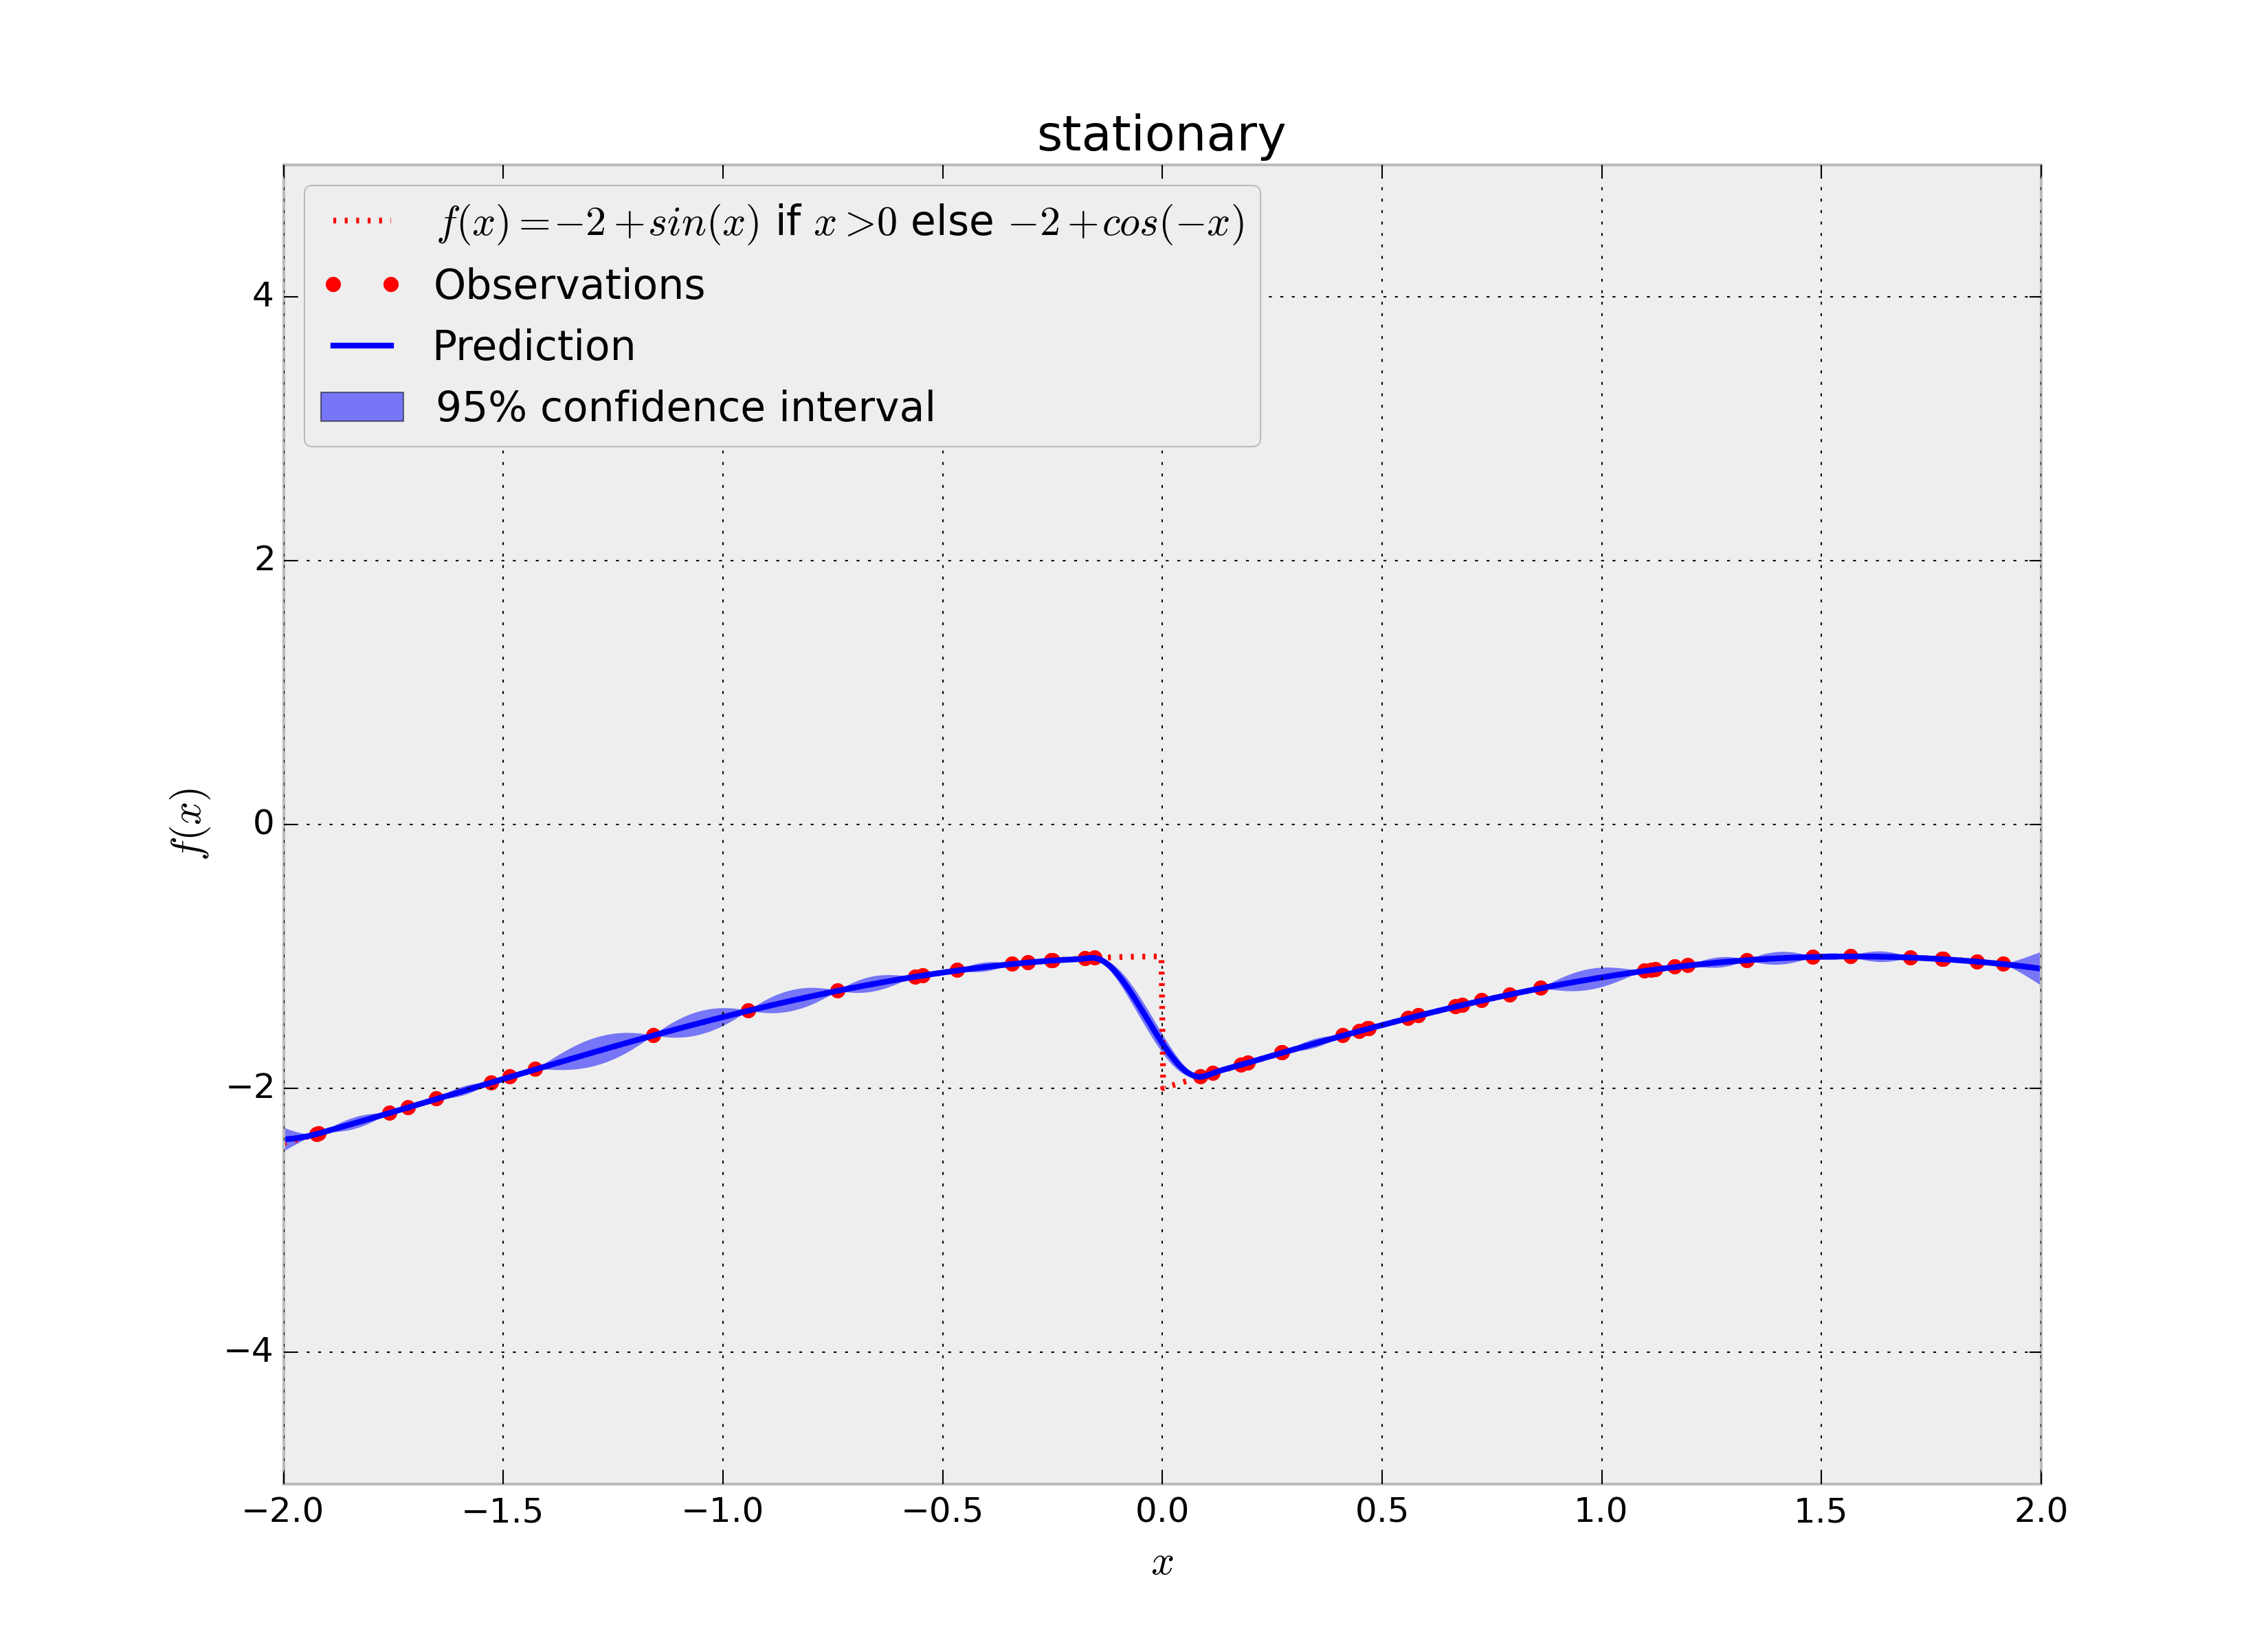 stationary
f(x)=−2+sin(x) if x>0 else −2+cos(−x)
Observations
Prediction
95% confidence interval
4
2
0
−2
−4
f(x)
−2.0 −1.5 −1.0 −0.5 0.0 0.5 1.0 1.5 2.0
x